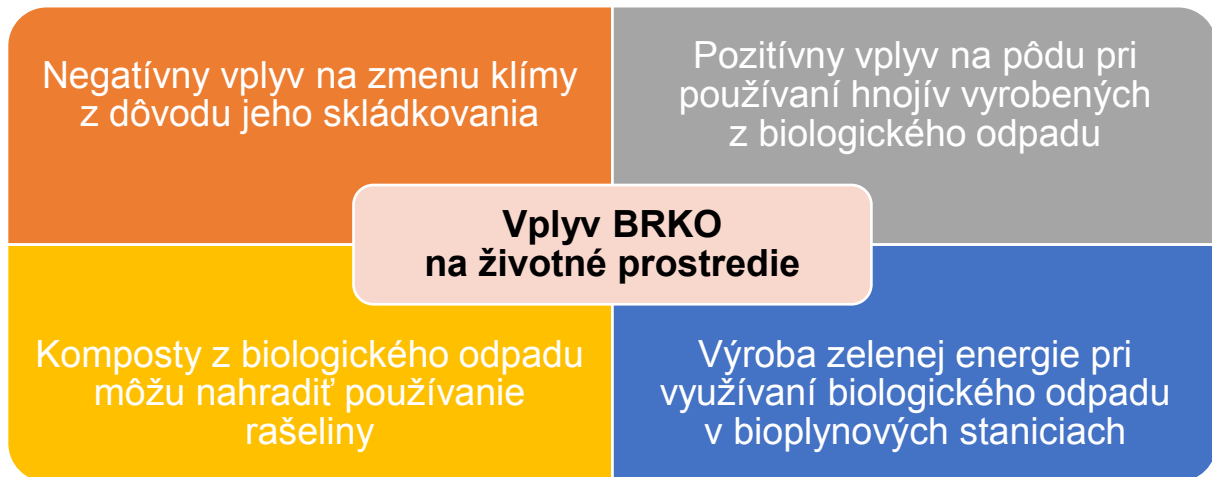 Negatívny vplyv na zmenu klímy
z dôvodu jeho skládkovania
Pozitívny vplyv na pôdu pri
používaní hnojív vyrobených
z biologického odpadu
Vplyv BRKO
na životné prostredie
Komposty z biologického odpadu
môžu nahradiť používanie
rašeliny
Výroba zelenej energie pri
využívaní biologického odpadu
v bioplynových staniciach